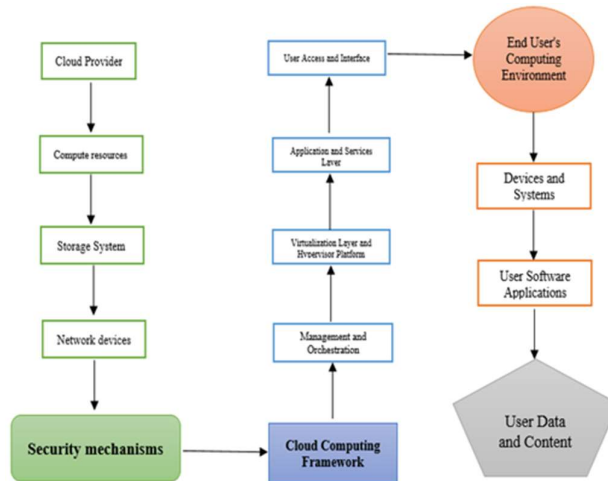 Cloud Provider
Compute resources
Storage System
Network devices
Security mechanisms
User Access and Interface
Application and Services
Layer
Virtualization Layer and
Hypervisor Platform
Management and
Orchestration
Cloud Computing
Framework
End User's
Computing
Environment
Devices and
Systems
User Software
Applications
User Data
and Content